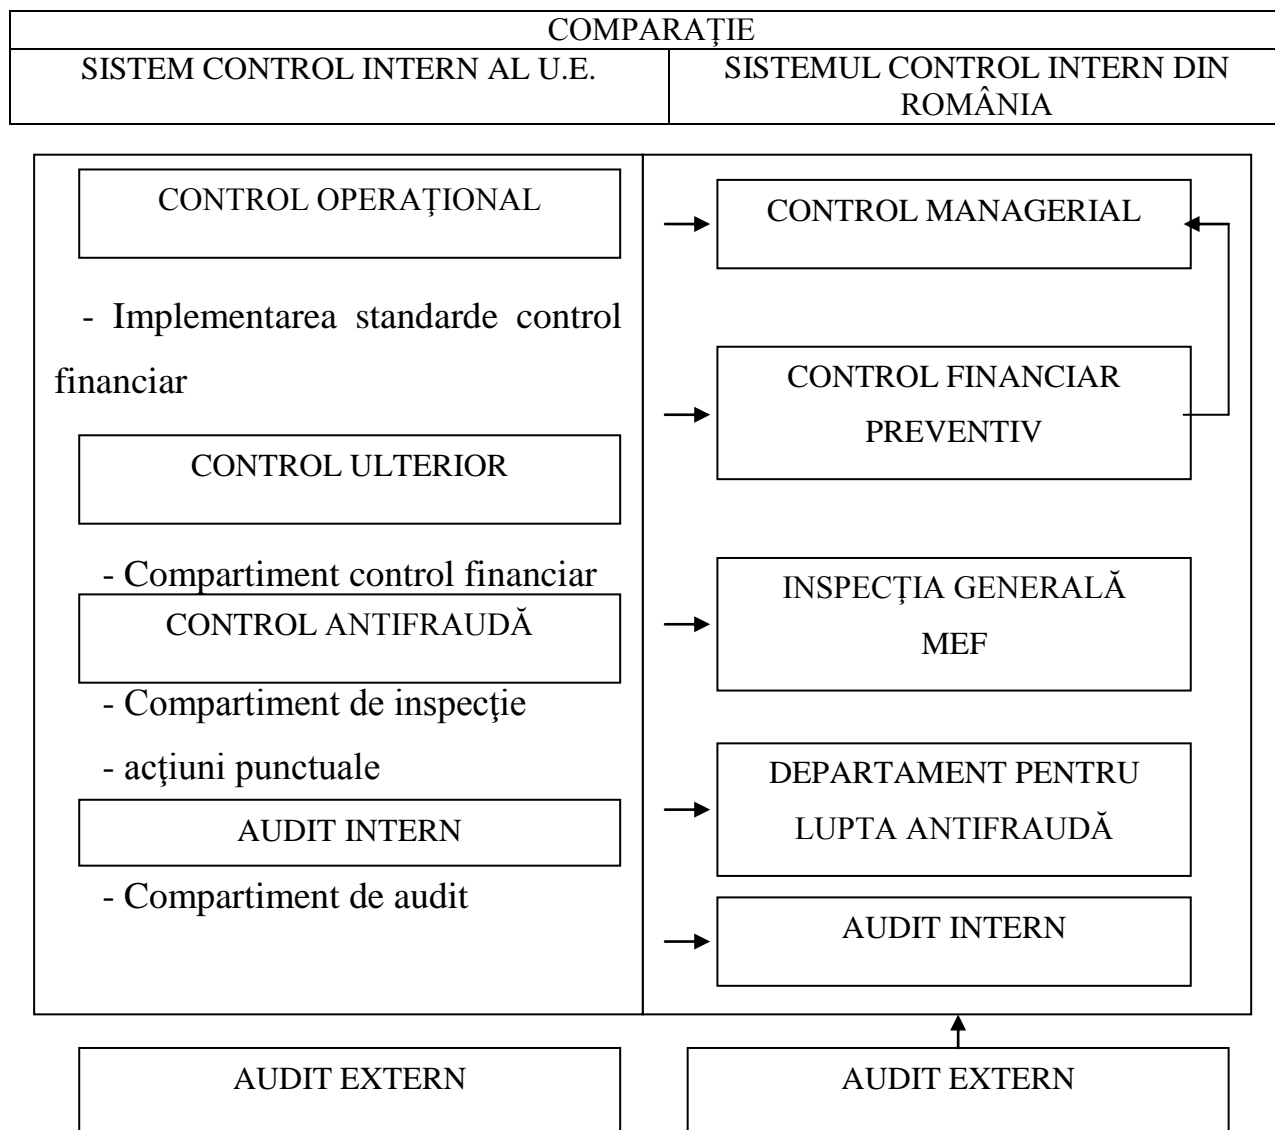 COMPARAŢIE
SISTEM CONTROL INTERN AL U.E.
SISTEMUL CONTROL INTERN DIN
ROMÂNIA
CONTROL OPERAŢIONAL
- Implementarea standarde control
financiar
CONTROL ULTERIOR
- Compartiment control financiar
CONTROL ANTIFRAUDĂ
- Compartiment de inspecţie
- acţiuni punctuale
AUDIT INTERN
- Compartiment de audit
CONTROL MANAGERIAL
CONTROL FINANCIAR
PREVENTIV
INSPECŢIA GENERALĂ
MEF
DEPARTAMENT PENTRU
LUPTA ANTIFRAUDĂ
AUDIT INTERN
AUDIT EXTERN
AUDIT EXTERN